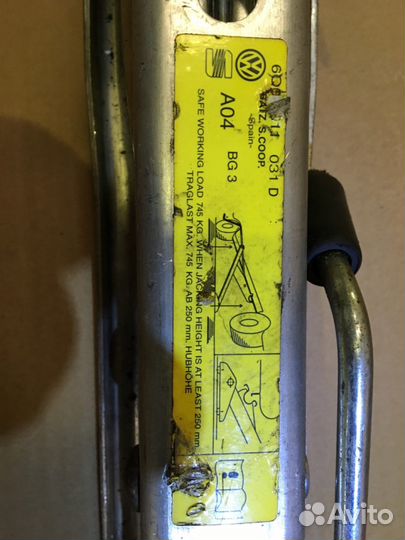 031 D
BATZ. S. COOP.
-Spain-
A04 BG 3
SAFE WORKING LOAD 745 KG. WHEN JACKING HEIGHT IS AT LEAST 250 mm
TRAGLAST MAX. 745 KG. AB 250 mm. HUBHÖHE
Avito